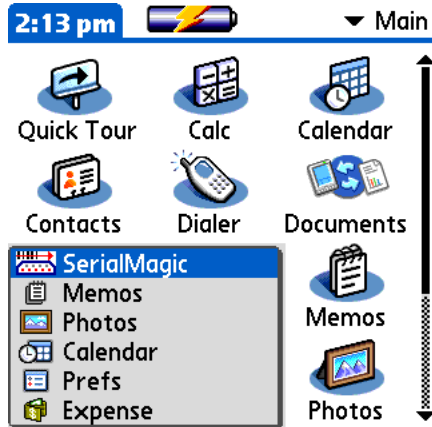 2:13 pm
Main
Quick Tour
Calc
Calendar
Contacts
Dialer
Documents
SerialMagic
Memos
Photos
Calendar
Prefs
Expense
Memos
Photos